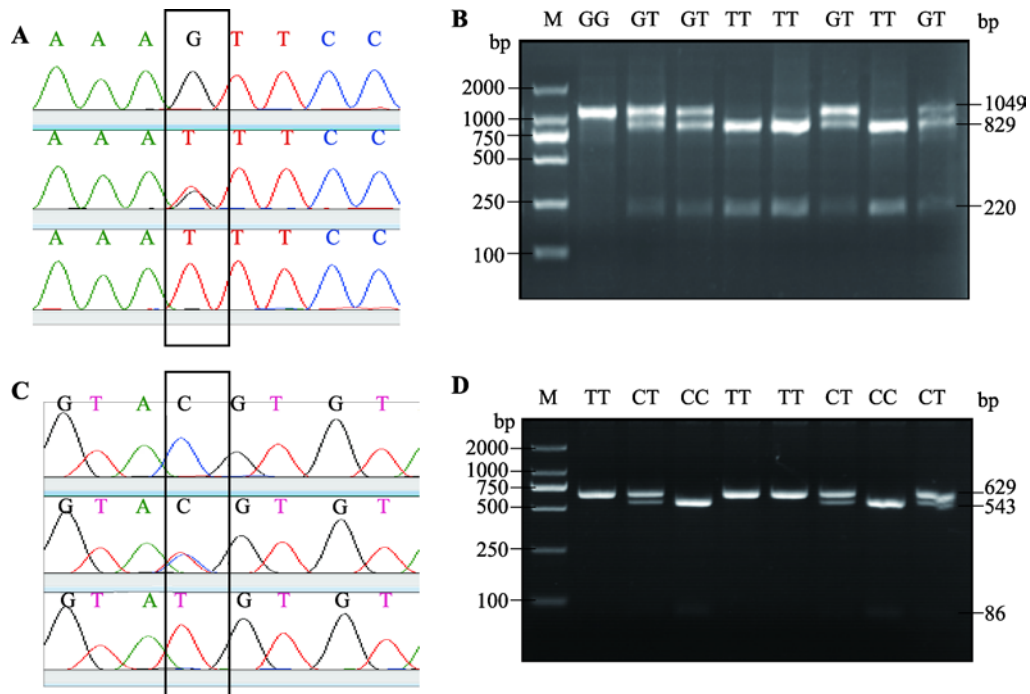 A
A A A G T T C C
A A A T T T C C
A A A T T T C C
B
M GG GT GT TT TT GT TT GT bp
bp
2000
1000
750
500
250
100
1049
829
220
C
G T A C G T G T
G T A C G T G T
G T A T G T G T
D
M TT CT CC TT TT CT CC CT bp
bp
2000
1000
750
500
250
100
629
543
86